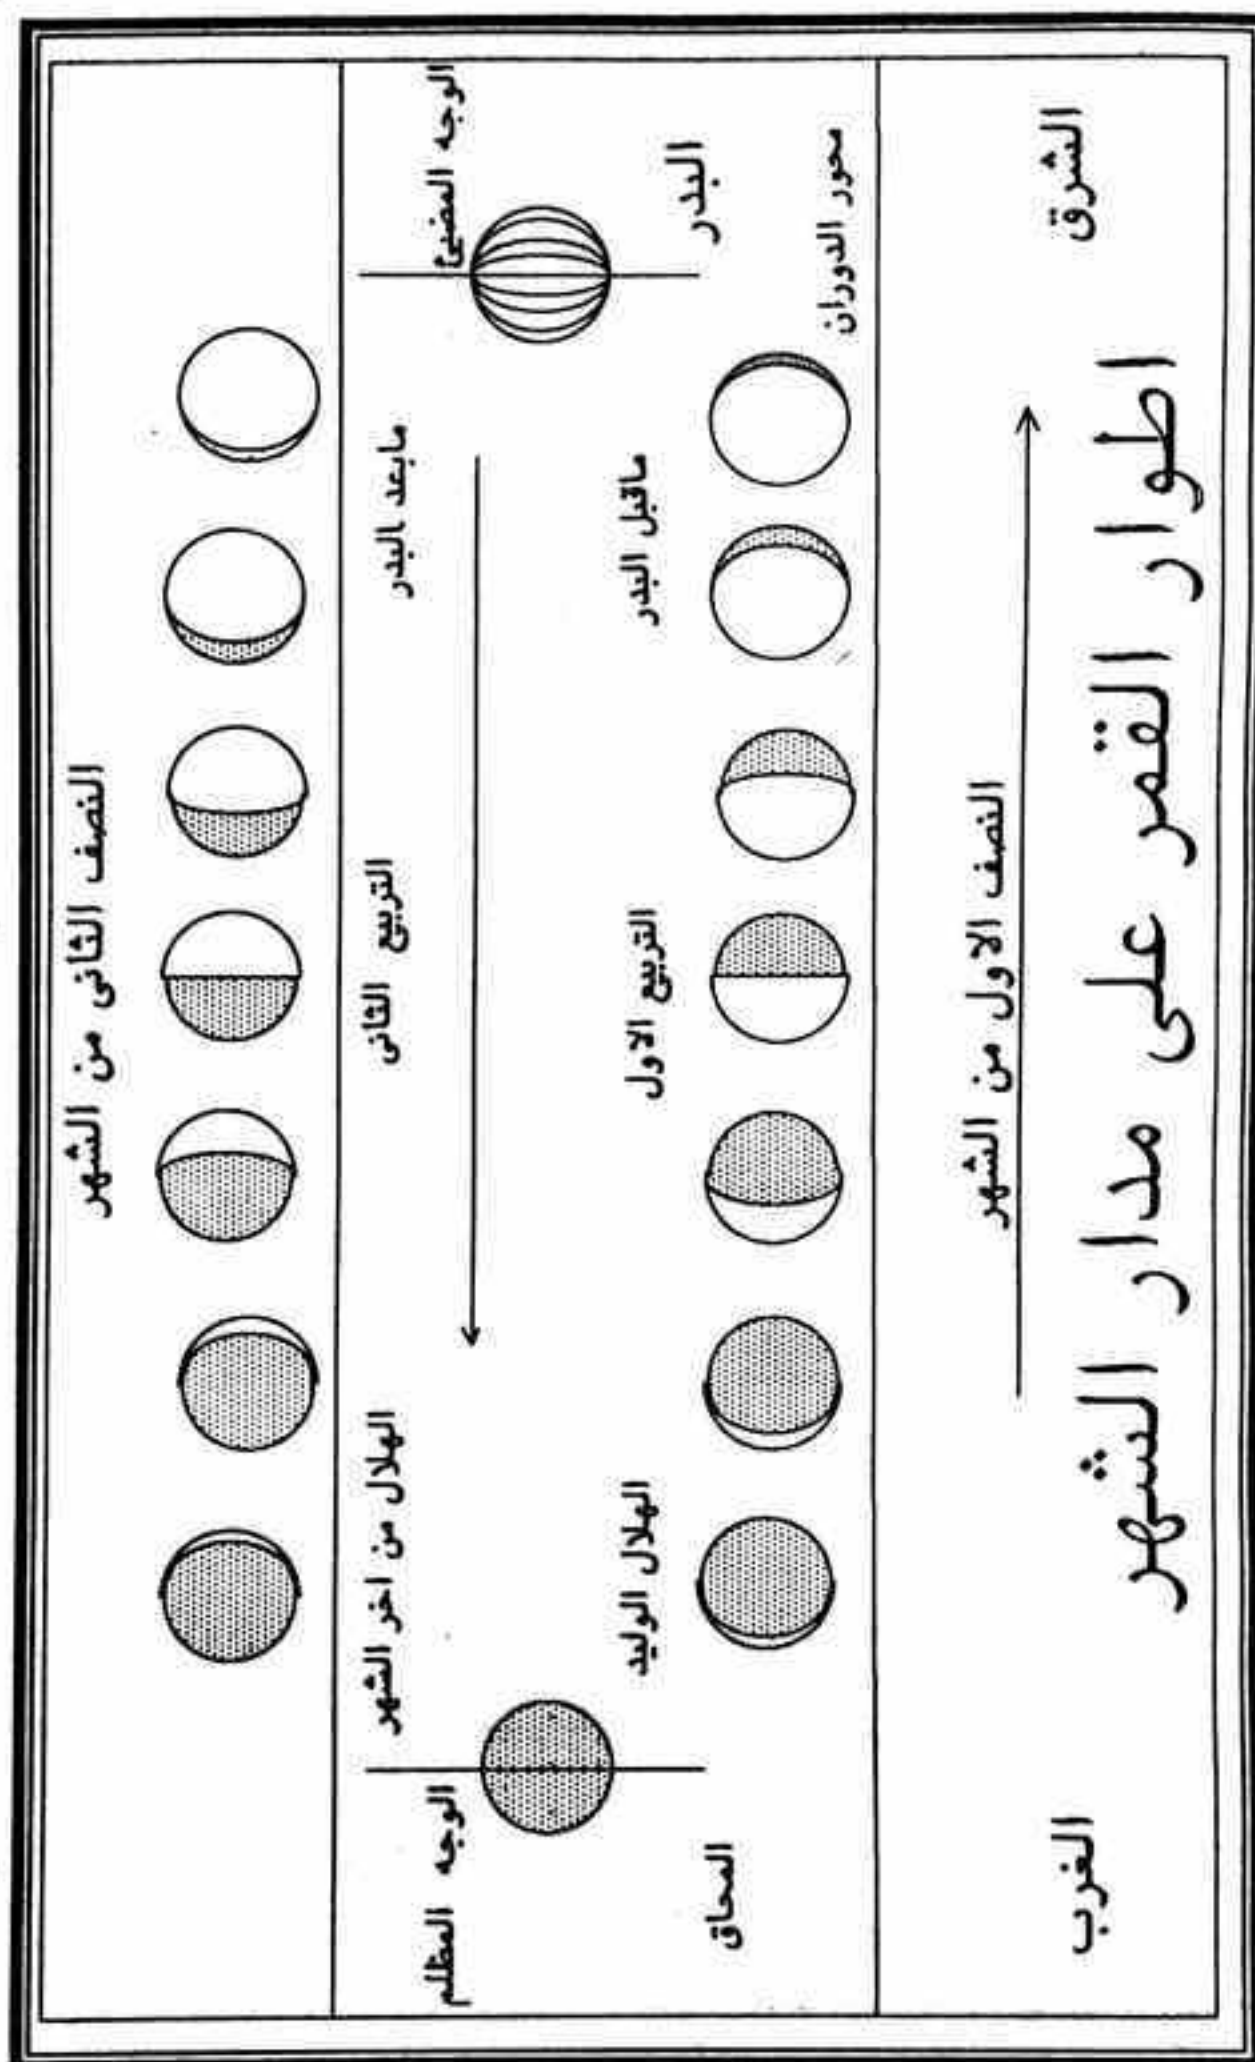 النصف الثانى من الشهر
الوجه المضيئ
مابعد البدر
التربيع الثانى
الهلال من اخر الشهر
الوجه المظلم
البدر
ماقبل البدر
التربيع الاول
الهلال الوليد
المحاق
محور الدوران
النصف الاول من الشهر
الشرق
الغرب
اطوار القمر على مدار الشهر